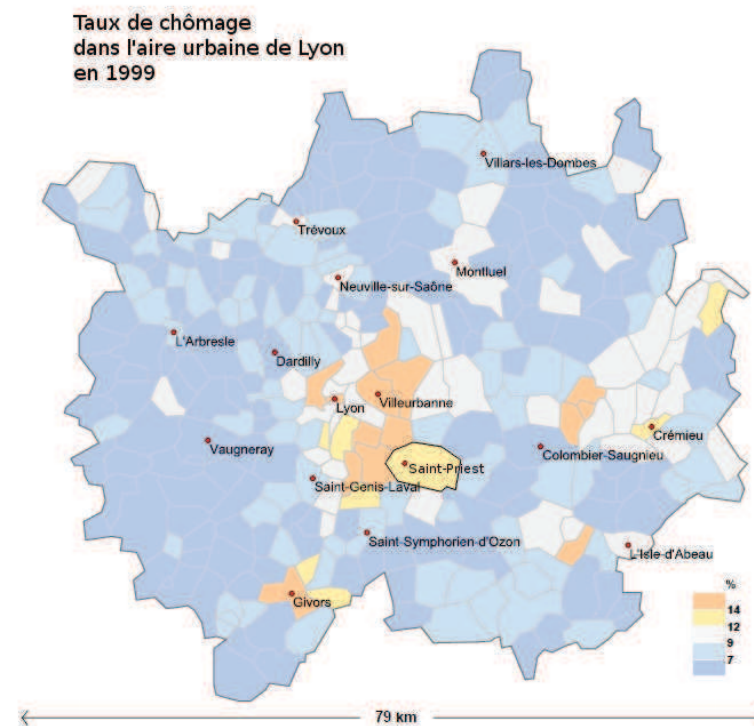 Taux de chômage
dans l'aire urbaine de Lyon
en 1999
Villars-les-Dombes
Trévoux
Montluel
Neuville-sur-Saône
L'Arbresle
Dardilly
Lyon
Villeurbanne
Crémieu
Vaugneray
Colombier-Saugnieu
Saint-Priest
Saint-Genis-Laval
Saint-Symphorien-d'Ozon
L'Isle-d'Abeau
Givors
%
14
12
9
7
79 km